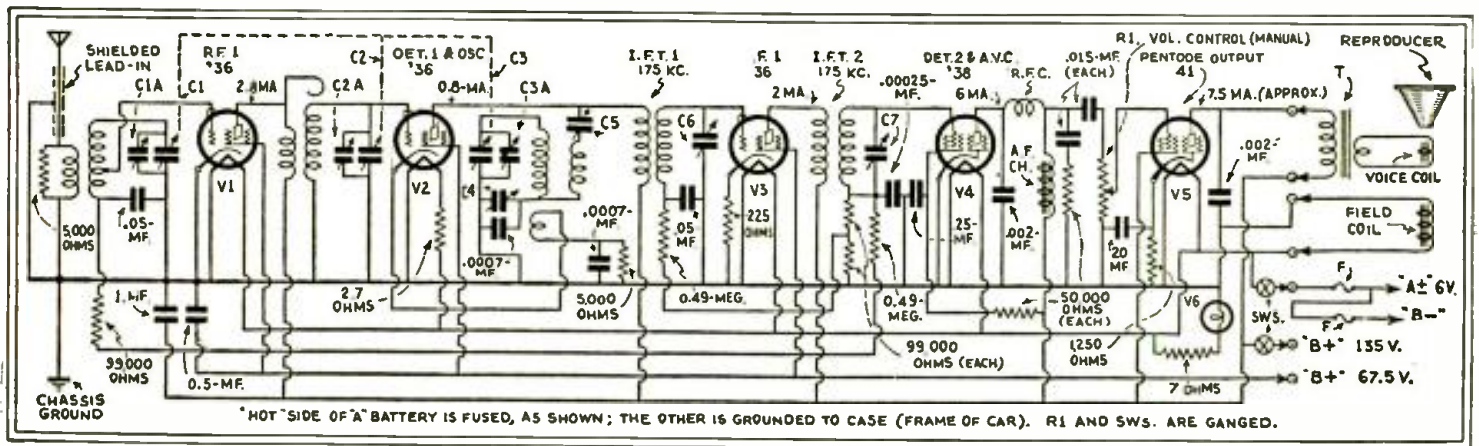 SHIELDED
LEAD-IN
C1A
C1
R.F. 1
'36
2.8 MA
C2
DET. 1 & OSC
'36
C2A
0.8-MA.
C3
C3A
C5
I.F.T. 1
175 KC.
C6
F. 1
36
2 MA.
I.F.T. 2
175 KC.
.00025-
MF.
C7
DET. 2 & A.V.C.
'38
6 MA.
R.F.C.
.015-MF.
(EACH)
R1, VOL. CONTROL (MANUAL)
PENTODE OUTPUT
41
7.5 MA. (APPROX.)
REPRODUCER
T
V1
V2
C4
V3
V4
A.F.
CH.
V5
.002-
MF.
VOICE COIL
5,000
OHMS
.05-
MF.
.0007-
MF
.0007-
MF.
.05
MF
225
OHMS
.25-
MF.
.002-
MF.
20
MF
FIELD
COIL
1. MF.
2.7
OHMS
5,000
OHMS
0.49-MEG.
0.49-
MEG.
50,000
OHMS
(EACH)
V6
SWS.
F.
"A±" 6V.
"B-"
F.
99,000
OHMS
0.5-MF.
99,000
OHMS (EACH)
1,250
OHMS
7 OHMS
"B+" 135 V.
"B+" 67.5 V.
CHASSIS
GROUND
"HOT" SIDE OF "A" BATTERY IS FUSED, AS SHOWN; THE OTHER IS GROUNDED TO CASE (FRAME OF CAR). R1 AND SWS. ARE GANGED.